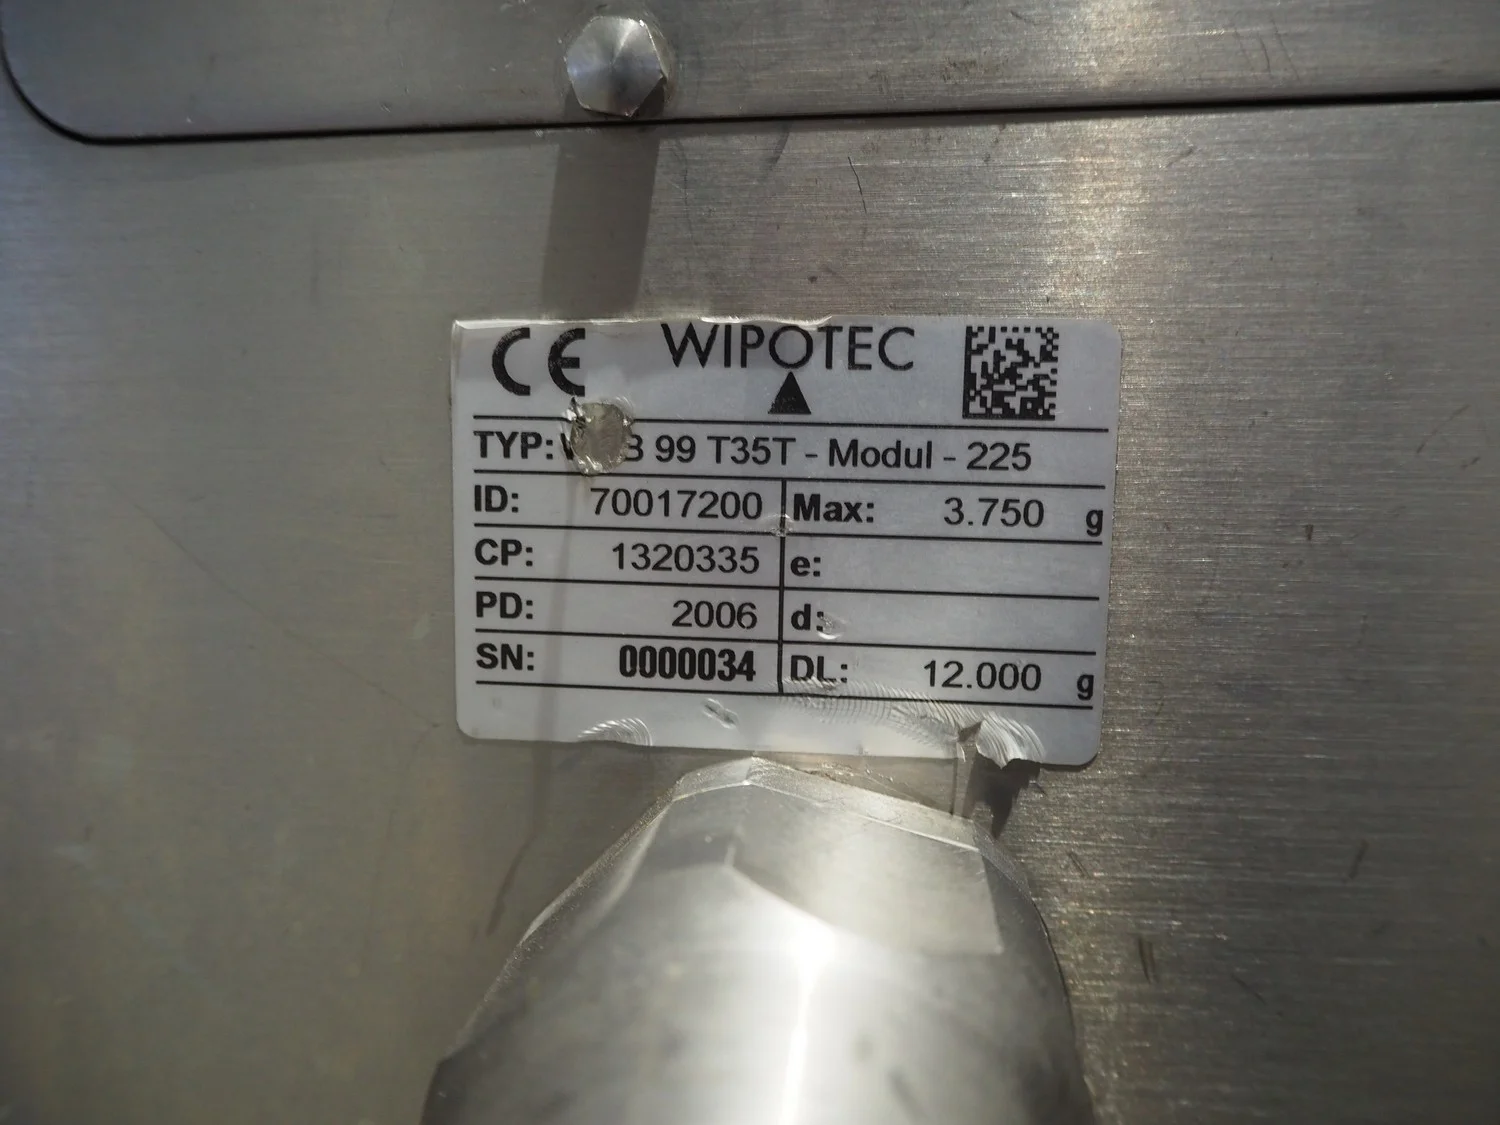 CE WIPOTEC
TYP: B 99 T35T - Modul - 225
ID: 70017200 Max: 3.750 g
CP: 1320335 e:
PD: 2006 d:
SN: 0000034 DL: 12.000 g